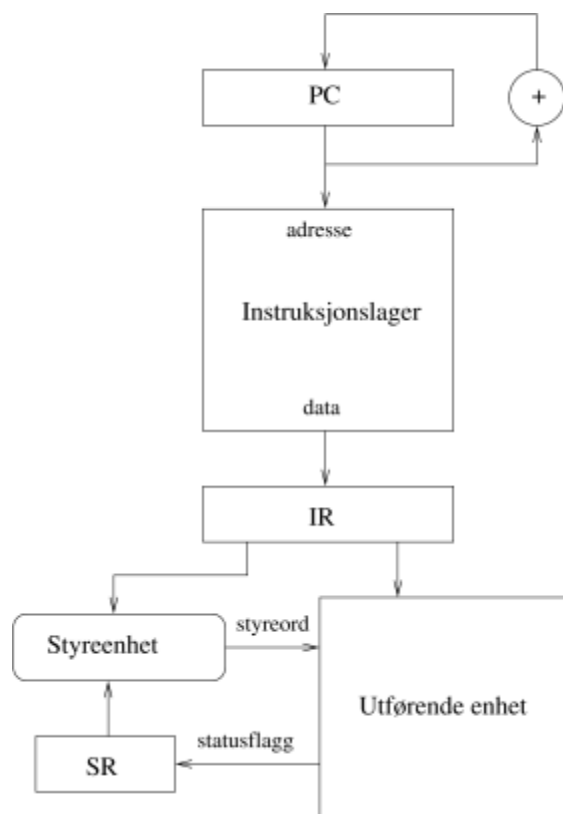 PC
+
adresse
Instruksjonslager
data
IR
styreord
Styreenhet
Utførende enhet
statusflagg
SR